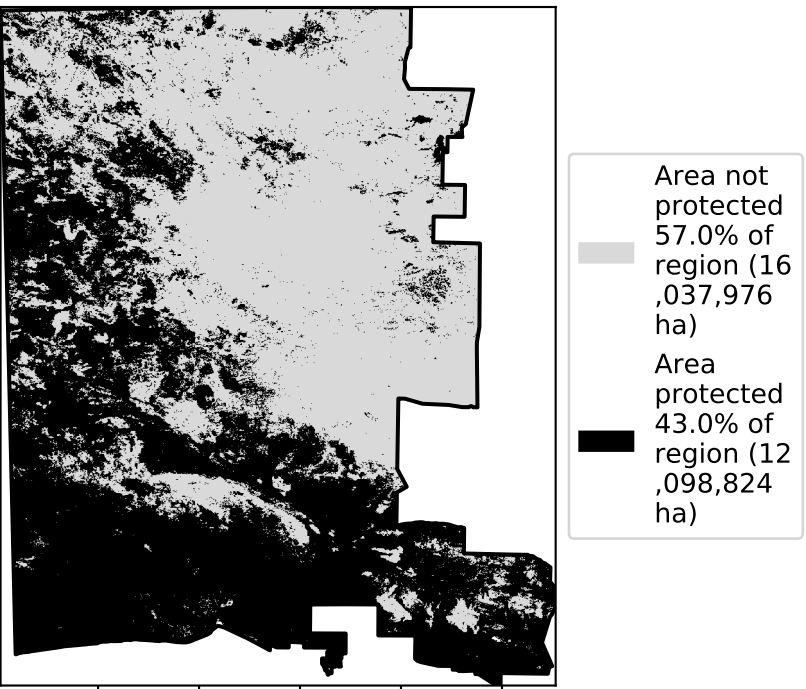 Area not
protected
57.0% of
region (16
,037,976
ha)
Area
protected
43.0% of
region (12
,098,824
ha)